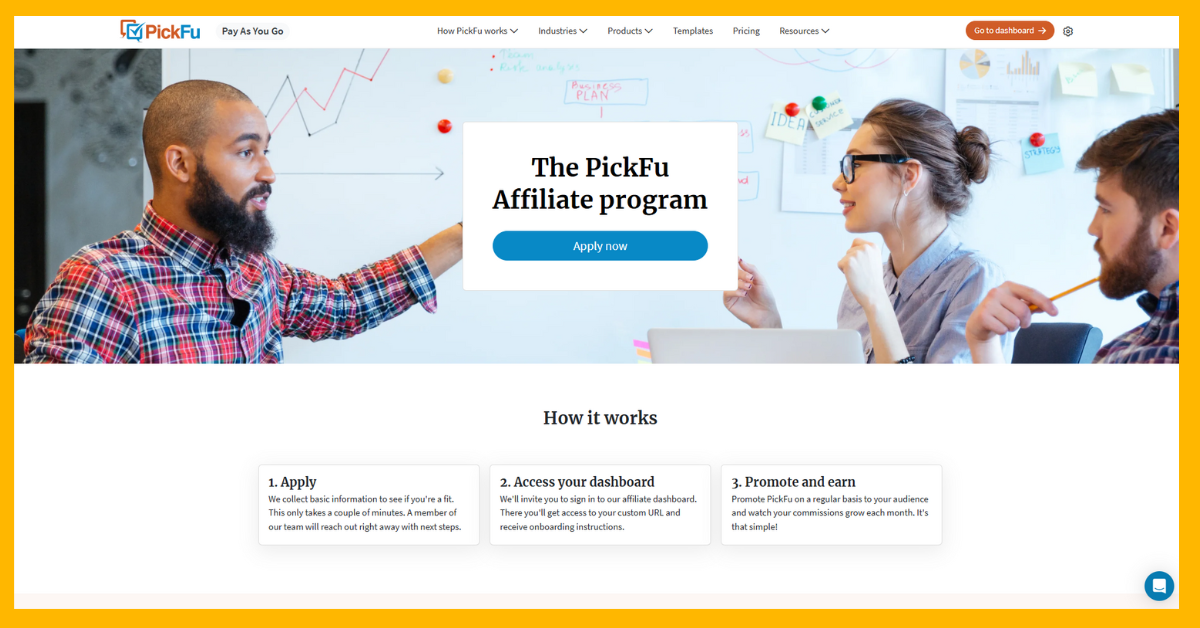 PickFu
Pay As You Go
How PickFu works
Industries
Products
Templates
Pricing
Resources
Go to dashboard →
Business
PLAN
IDEA
SERVICE
STRATEGY
The PickFu
Affiliate program
Apply now
How it works
1. Apply
We collect basic information to see if you're a fit.
This only takes a couple of minutes. A member of
our team will reach out right away with next steps.
2. Access your dashboard
We'll invite you to sign in to our affiliate dashboard.
There you'll get access to your custom URL and
receive onboarding instructions.
3. Promote and earn
Promote PickFu on a regular basis to your audience
and watch your commissions grow each month. It's
that simple!